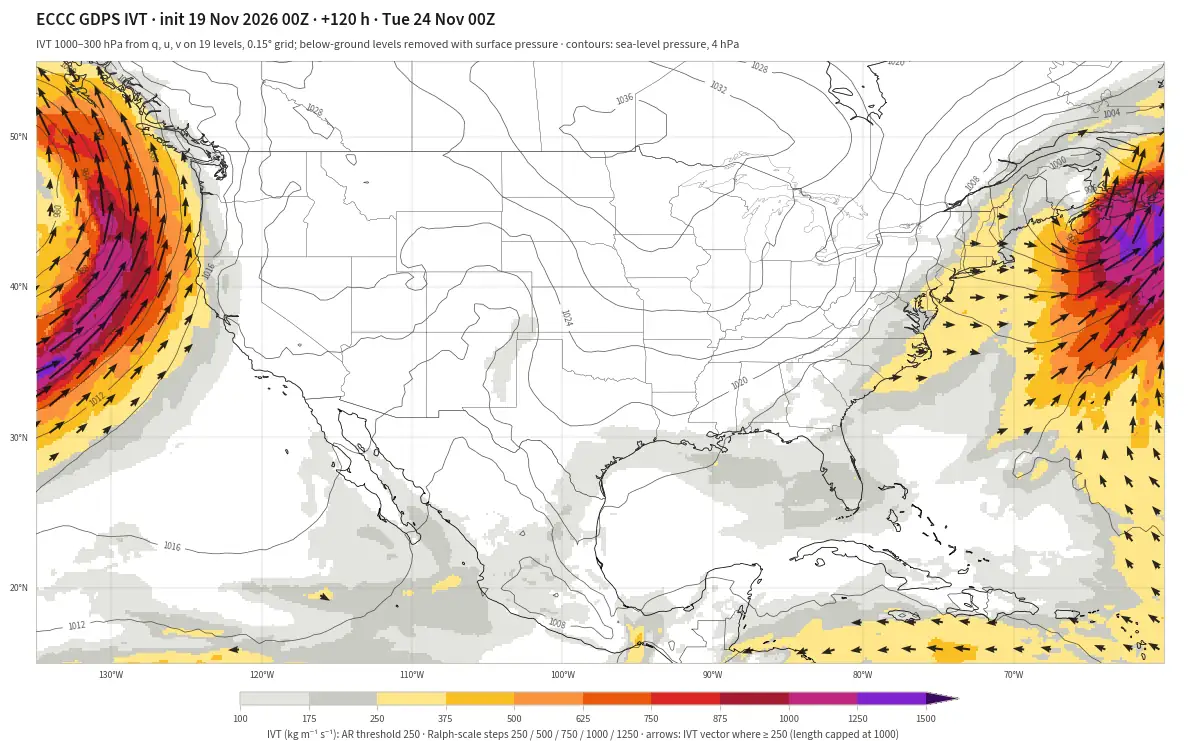 ECCC GDPS IVT · init 19 Nov 2026 00Z · +120 h · Tue 24 Nov 00Z
IVT 1000–300 hPa from q, u, v on 19 levels, 0.15° grid; below-ground levels removed with surface pressure · contours: sea-level pressure, 4 hPa
1028
1032
1036
1028
1004
50°N
1000
1008
980
1016
40°N
1024
1020
1012
30°N
1016
20°N
1012
1008
130°W 120°W 110°W 100°W 90°W 80°W 70°W
100 175 250 375 500 625 750 875 1000 1250 1500
IVT (kg m⁻¹ s⁻¹): AR threshold 250 · Ralph-scale steps 250 / 500 / 750 / 1000 / 1250 · arrows: IVT vector where ≥ 250 (length capped at 1000)